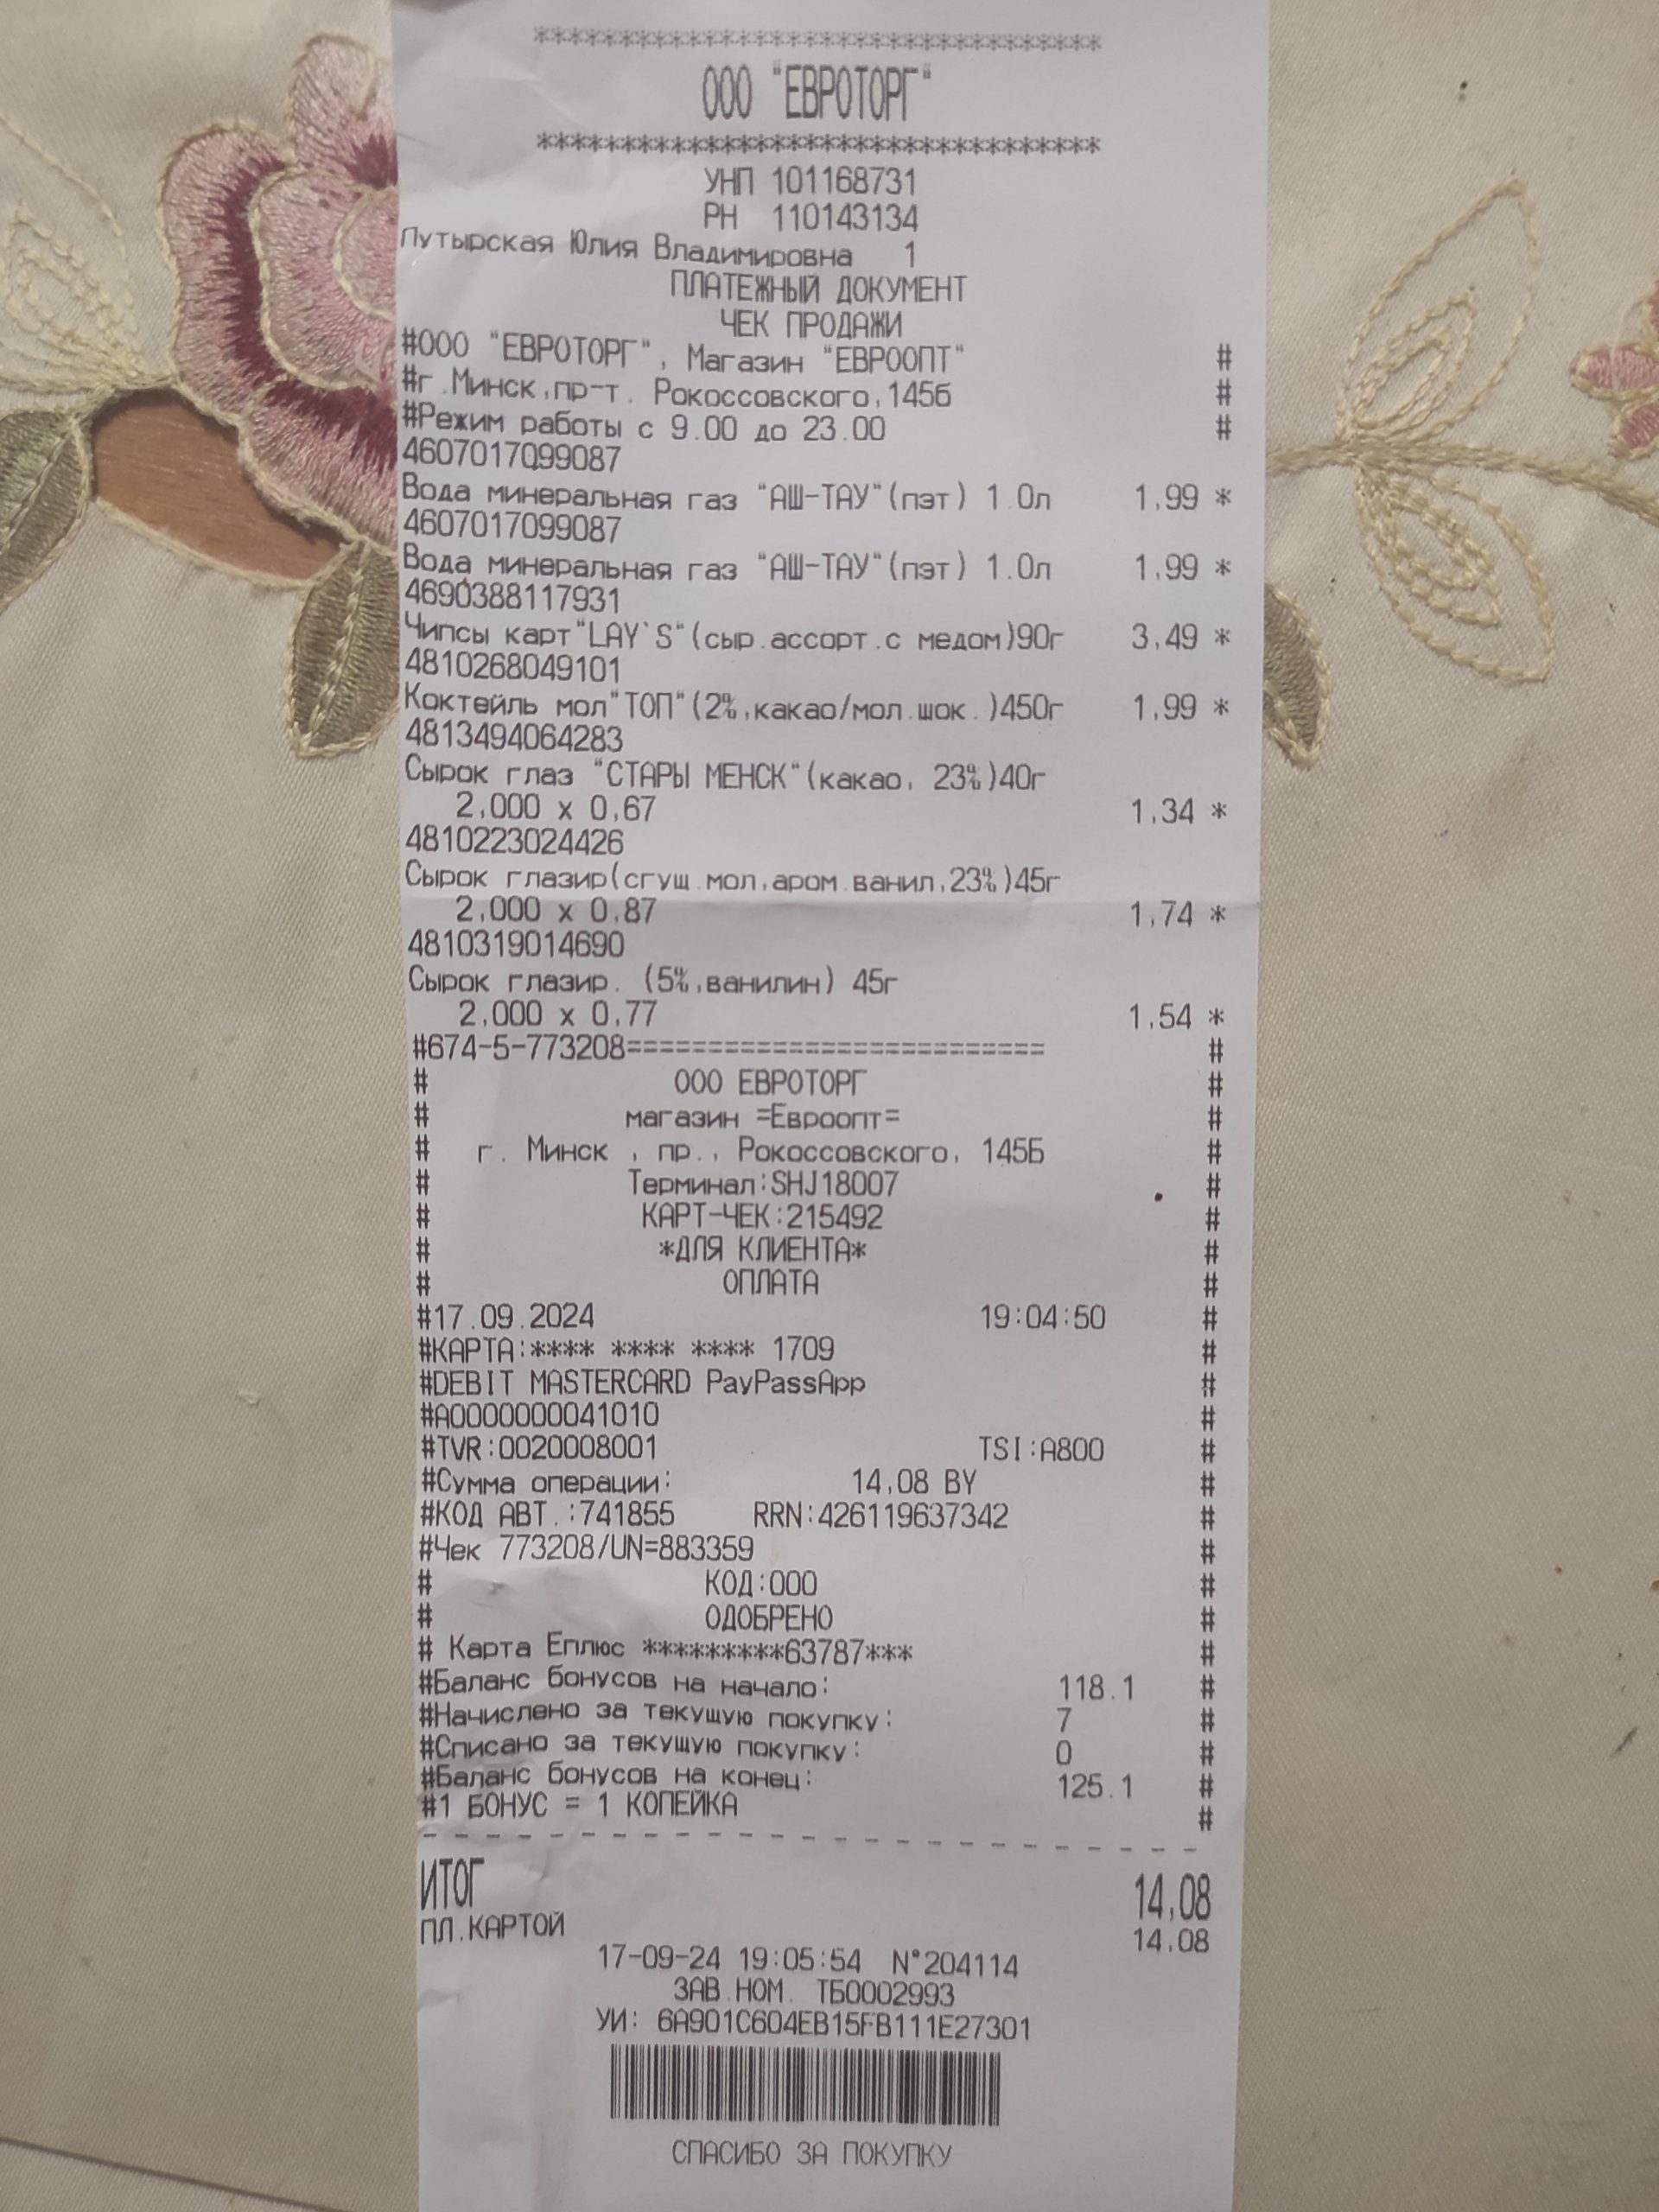 *********************************
ООО "ЕВРОТОРГ"
*********************************
УНП 101168731
РН 110143134
Путырская Юлия Владимировна 1
ПЛАТЕЖНЫЙ ДОКУМЕНТ
ЧЕК ПРОДАЖИ
#ООО "ЕВРОТОРГ", Магазин "ЕВРООПТ" #
#г.Минск,пр-т. Рокоссовского,145б #
#Режим работы с 9.00 до 23.00 #
4607017099087
Вода минеральная газ "АШ-ТАУ"(пэт) 1.0л 1,99 *
4607017099087
Вода минеральная газ "АШ-ТАУ"(пэт) 1.0л 1,99 *
4690388117931
Чипсы карт"LAY`S"(сыр.ассорт.с медом)90г 3,49 *
4810268049101
Коктейль мол"ТОП"(2%,какао/мол.шок.)450г 1,99 *
4813494064283
Сырок глаз "СТАРЫ МЕНСК"(какао, 23%)40г
2,000 x 0,67 1,34 *
4810223024426
Сырок глазир(сгущ.мол,аром.ванил,23%)45г
2,000 x 0,87 1,74 *
4810319014690
Сырок глазир. (5%,ванилин) 45г
2,000 x 0,77 1,54 *
#674-5-773208========================== #
# ООО ЕВРОТОРГ #
# магазин =Евроопт= #
# г. Минск , пр., Рокоссовского, 145Б #
# Терминал:SHJ18007 #
# КАРТ-ЧЕК:215492 #
# *ДЛЯ КЛИЕНТА* #
# ОПЛАТА #
#17.09.2024 19:04:50 #
#КАРТА:**** **** **** 1709 #
#DEBIT MASTERCARD PayPassApp #
#A0000000041010 #
#TVR:0020008001 TSI:A800 #
#Сумма операции: 14,08 BY #
#КОД АВТ.:741855 RRN:426119637342 #
#Чек 773208/UN=883359 #
# КОД:000 #
# ОДОБРЕНО #
# Карта Еплюс *********63787*** #
#Баланс бонусов на начало: 118.1 #
#Начислено за текущую покупку: 7 #
#Списано за текущую покупку: 0 #
#Баланс бонусов на конец: 125.1 #
#1 БОНУС = 1 КОПЕЙКА #
- - - - - - - - - - - - - - - - - - - - - - - - -
ИТОГ 14,08
ПЛ.КАРТОЙ 14,08
17-09-24 19:05:54 N°204114
ЗАВ.НОМ. ТБ0002993
УИ: 6A901C604EB15FB111E27301
СПАСИБО ЗА ПОКУПКУ